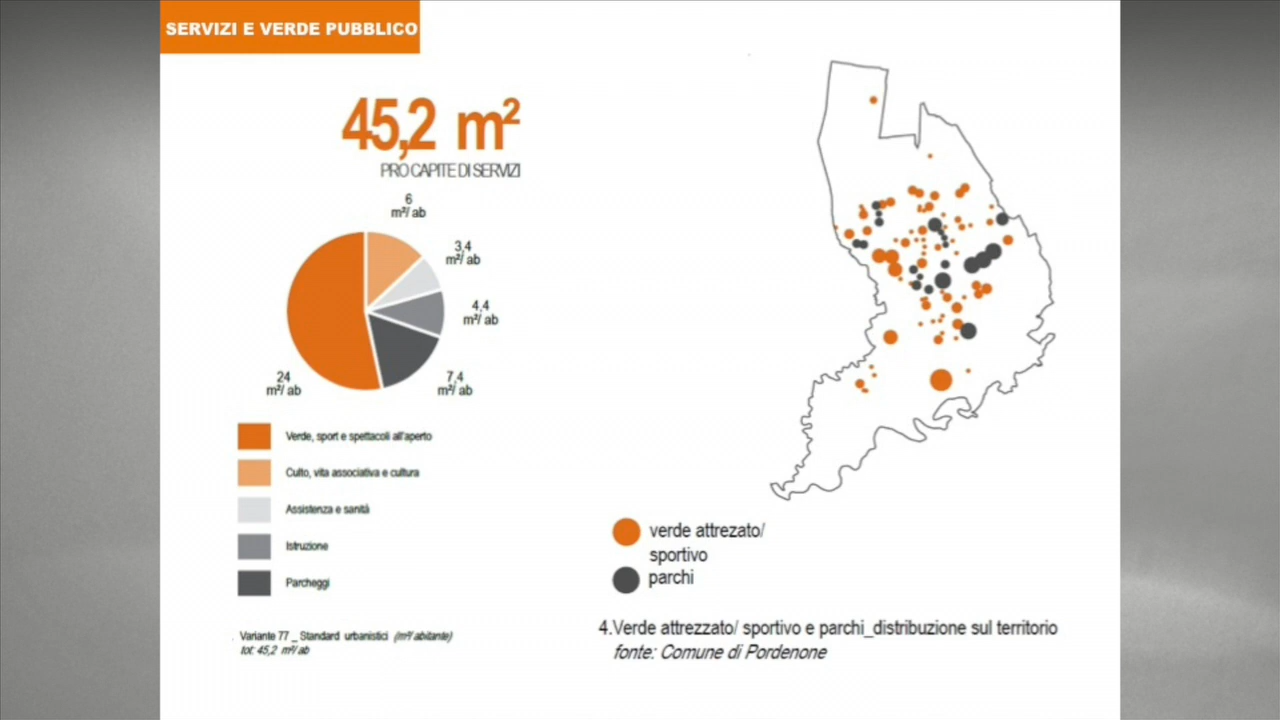 SERVIZI E VERDE PUBBLICO
45,2 m²
PRO CAPITE DI SERVIZI
6
m²/ ab
3,4
m²/ ab
4,4
m²/ ab
7,4
m²/ ab
24
m²/ ab
Verde, sport e spettacoli all'aperto
Culto, vita associativa e cultura
Assistenza e sanità
Istruzione
Parcheggi
Variante 77 _ Standard urbanistici (m²/ abitante)
tot: 45,2 m²/ ab
verde attrezato/
sportivo
parchi
4.Verde attrezzato/ sportivo e parchi_distribuzione sul territorio
fonte: Comune di Pordenone